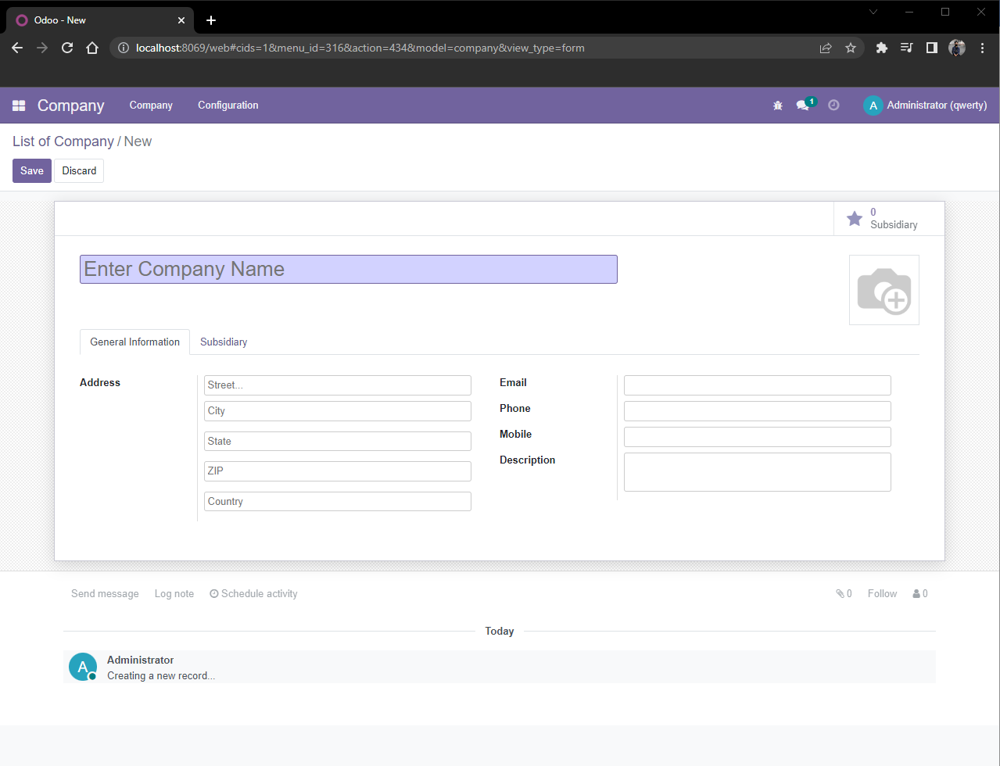 Odoo - New
localhost:8069/web#cids=1&menu_id=316&action=434&model=company&view_type=form
Company Company Configuration 1 A Administrator (qwerty)
List of Company / New
Save Discard
0
Subsidiary
Enter Company Name
General Information Subsidiary
Address Street... Email
City Phone
State Mobile
ZIP Description
Country
Send message Log note Schedule activity 0 Follow 0
Today
A Administrator
Creating a new record...